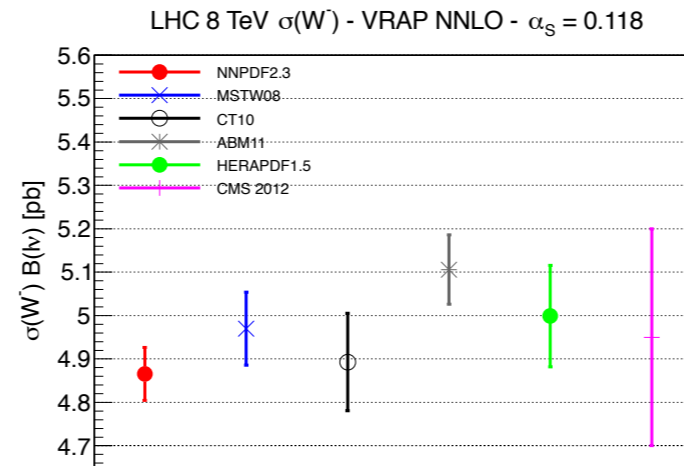 LHC 8 TeV σ(W⁻) - VRAP NNLO - α_S = 0.118
σ(W⁻) B(lν) [pb]
5.6
5.5
5.4
5.3
5.2
5.1
5
4.9
4.8
4.7
NNPDF2.3
MSTW08
CT10
ABM11
HERAPDF1.5
CMS 2012